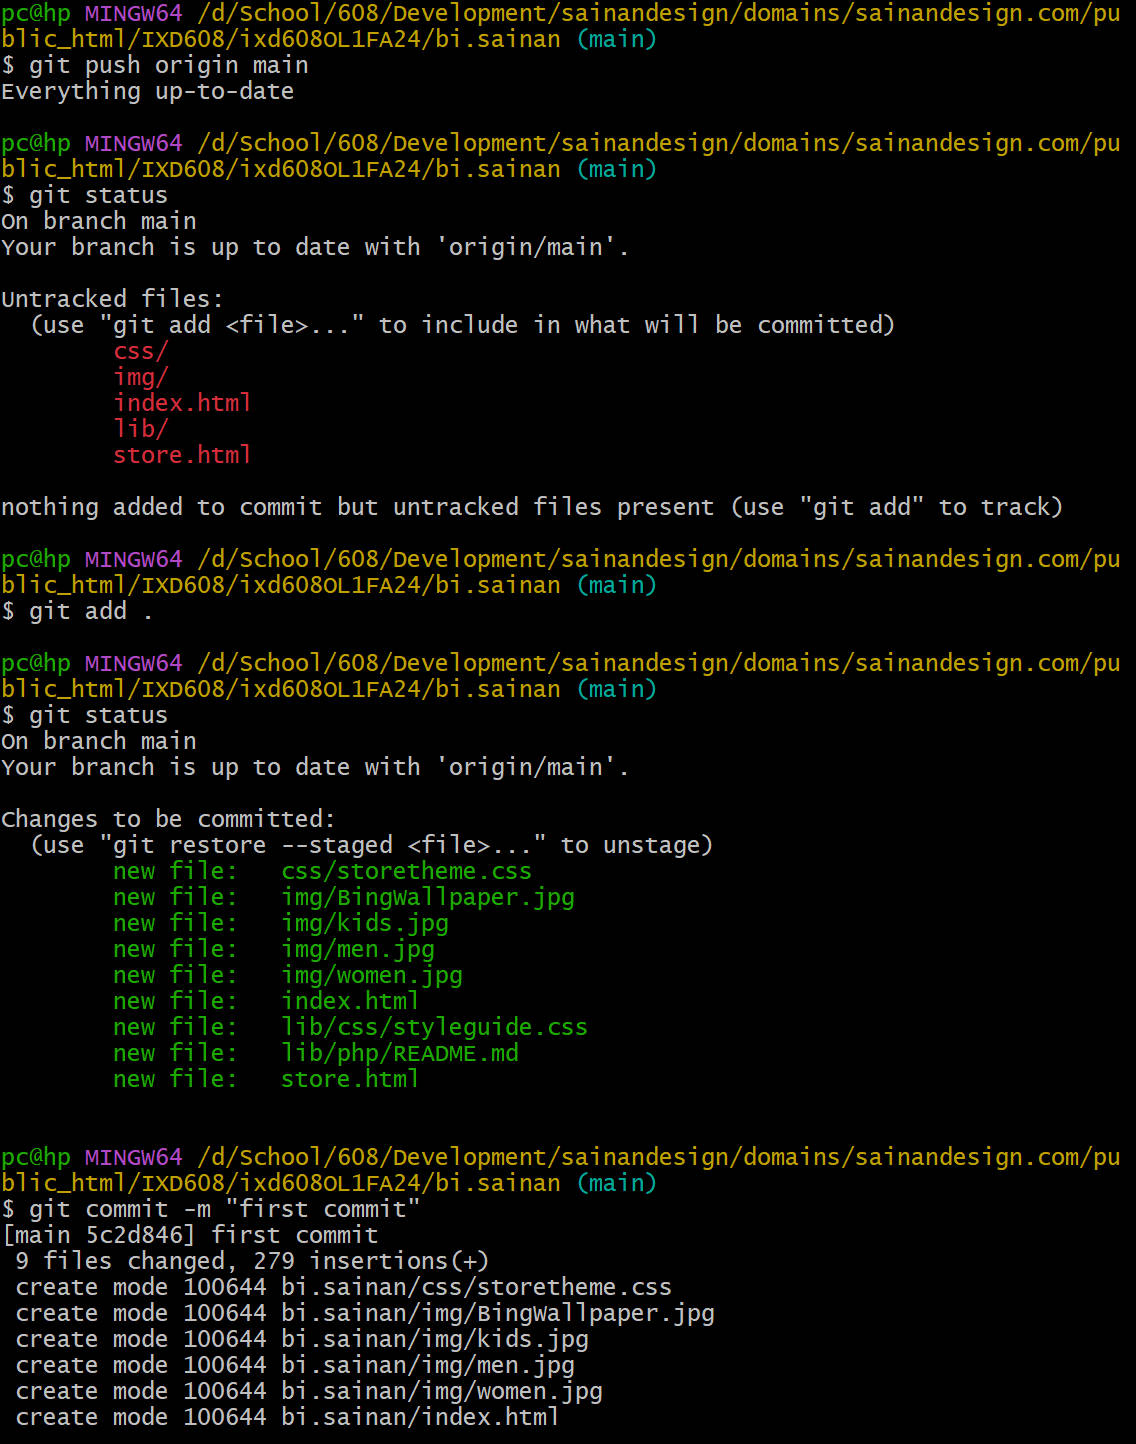 pc@hp MINGW64 /d/School/608/Development/sainandesign/domains/sainandesign.com/pu
blic_html/IXD608/ixd608OL1FA24/bi.sainan (main)
$ git push origin main
Everything up-to-date
pc@hp MINGW64 /d/School/608/Development/sainandesign/domains/sainandesign.com/pu
blic_html/IXD608/ixd608OL1FA24/bi.sainan (main)
$ git status
On branch main
Your branch is up to date with 'origin/main'.
Untracked files:
  (use "git add <file>..." to include in what will be committed)
        css/
        img/
        index.html
        lib/
        store.html
nothing added to commit but untracked files present (use "git add" to track)
pc@hp MINGW64 /d/School/608/Development/sainandesign/domains/sainandesign.com/pu
blic_html/IXD608/ixd608OL1FA24/bi.sainan (main)
$ git add .
pc@hp MINGW64 /d/School/608/Development/sainandesign/domains/sainandesign.com/pu
blic_html/IXD608/ixd608OL1FA24/bi.sainan (main)
$ git status
On branch main
Your branch is up to date with 'origin/main'.
Changes to be committed:
  (use "git restore --staged <file>..." to unstage)
        new file:   css/storetheme.css
        new file:   img/BingWallpaper.jpg
        new file:   img/kids.jpg
        new file:   img/men.jpg
        new file:   img/women.jpg
        new file:   index.html
        new file:   lib/css/styleguide.css
        new file:   lib/php/README.md
        new file:   store.html
pc@hp MINGW64 /d/School/608/Development/sainandesign/domains/sainandesign.com/pu
blic_html/IXD608/ixd608OL1FA24/bi.sainan (main)
$ git commit -m "first commit"
[main 5c2d846] first commit
 9 files changed, 279 insertions(+)
 create mode 100644 bi.sainan/css/storetheme.css
 create mode 100644 bi.sainan/img/BingWallpaper.jpg
 create mode 100644 bi.sainan/img/kids.jpg
 create mode 100644 bi.sainan/img/men.jpg
 create mode 100644 bi.sainan/img/women.jpg
 create mode 100644 bi.sainan/index.html